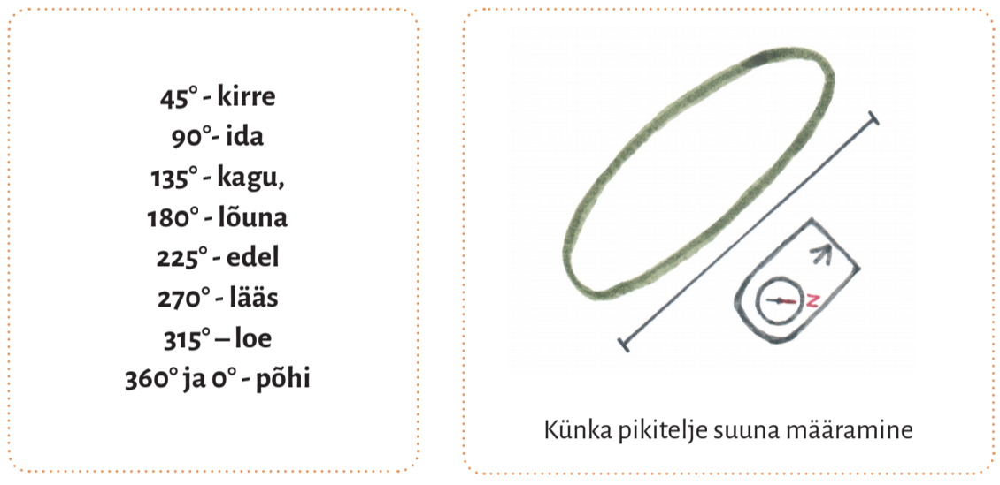 45° - kirre
90°- ida
135° - kagu,
180° - lõuna
225° - edel
270° - lääs
315° – loe
360° ja 0° - põhi
N
Künka pikitelje suuna määramine